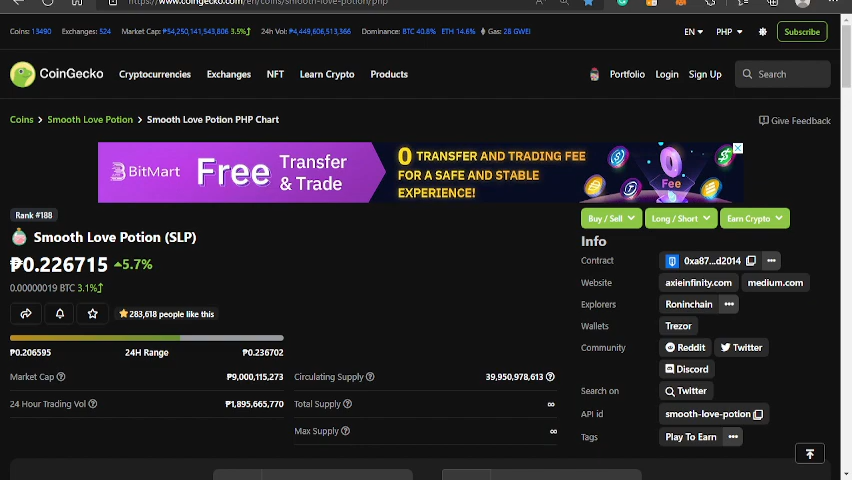 https://www.coingecko.com/en/coins/smooth-love-potion/php
Coins: 13490 Exchanges: 524 Market Cap: ₱54,250,141,543,806 3.5% 24h Vol: ₱4,449,606,513,366 Dominance: BTC 40.8% ETH 14.6% Gas: 28 GWEI EN PHP Subscribe
CoinGecko Cryptocurrencies Exchanges NFT Learn Crypto Products Portfolio Login Sign Up Search
Coins > Smooth Love Potion > Smooth Love Potion PHP Chart Give Feedback
BitMart Free Transfer & Trade
0 TRANSFER AND TRADING FEE
FOR A SAFE AND STABLE
EXPERIENCE!
0
Fee
Rank #188
Smooth Love Potion (SLP)
₱0.226715 5.7%
0.00000019 BTC 3.1%
283,618 people like this
₱0.206595 24H Range ₱0.236702
Market Cap ₱9,000,115,273
24 Hour Trading Vol ₱1,895,665,770
Circulating Supply 39,950,978,613
Total Supply ∞
Max Supply ∞
Buy / Sell Long / Short Earn Crypto
Info
Contract 0xa87...d2014
Website axieinfinity.com medium.com
Explorers Roninchain
Wallets Trezor
Community Reddit Twitter
Discord
Search on Twitter
API id smooth-love-potion
Tags Play To Earn